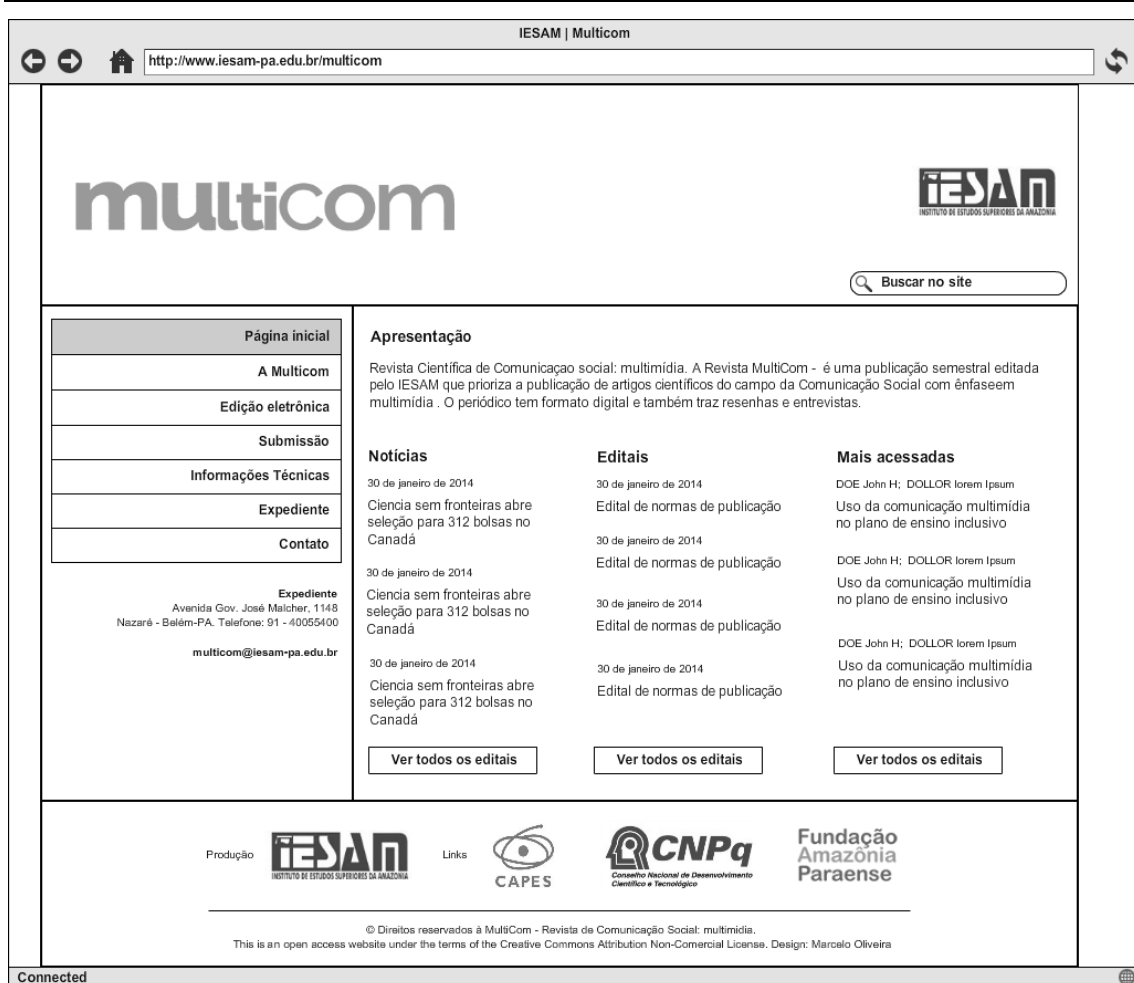 IESAM | Multicom
http://www.iesam-pa.edu.br/multicom
multicom
iESAM
INSTITUTO DE ESTUDOS SUPERIORES DA AMAZONIA
Buscar no site
Página inicial
A Multicom
Edição eletrônica
Submissão
Informações Técnicas
Expediente
Contato
Expediente
Avenida Gov. José Malcher, 1148
Nazaré - Belém-PA. Telefone: 91 - 40055400
multicom@iesam-pa.edu.br
Apresentação
Revista Científica de Comunicaçao social: multimídia. A Revista MultiCom - é uma publicação semestral editada
pelo IESAM que prioriza a publicação de artigos científicos do campo da Comunicação Social com ênfaseem
multimídia . O periódico tem formato digital e também traz resenhas e entrevistas.
Notícias
30 de janeiro de 2014
Ciencia sem fronteiras abre
seleção para 312 bolsas no
Canadá
30 de janeiro de 2014
Ciencia sem fronteiras abre
seleção para 312 bolsas no
Canadá
30 de janeiro de 2014
Ciencia sem fronteiras abre
seleção para 312 bolsas no
Canadá
Ver todos os editais
Editais
30 de janeiro de 2014
Edital de normas de publicação
30 de janeiro de 2014
Edital de normas de publicação
30 de janeiro de 2014
Edital de normas de publicação
30 de janeiro de 2014
Edital de normas de publicação
Ver todos os editais
Mais acessadas
DOE John H; DOLLOR lorem Ipsum
Uso da comunicação multimídia
no plano de ensino inclusivo
DOE John H; DOLLOR lorem Ipsum
Uso da comunicação multimídia
no plano de ensino inclusivo
DOE John H; DOLLOR lorem Ipsum
Uso da comunicação multimídia
no plano de ensino inclusivo
Ver todos os editais
Produção
iESAM
INSTITUTO DE ESTUDOS SUPERIORES DA AMAZONIA
Links
CAPES
CNPq
Conselho Nacional de Desenvolvimento
Científico e Tecnológico
Fundação
Amazônia
Paraense
© Direitos reservados à MultiCom - Revista de Comunicação Social: multimidia.
This is an open access website under the terms of the Creative Commons Attribution Non-Comercial License. Design: Marcelo Oliveira
Connected